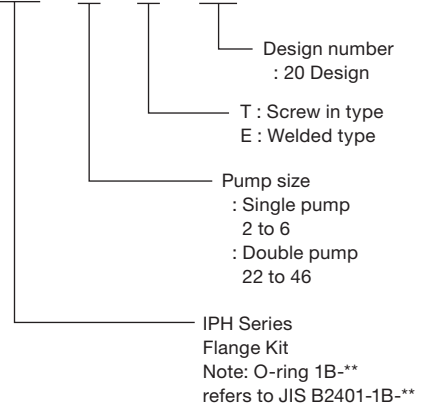 Design number
: 20 Design
T : Screw in type
E : Welded type
Pump size
: Single pump
2 to 6
: Double pump
22 to 46
IPH Series
Flange Kit
Note: O-ring 1B-**
refers to JIS B2401-1B-**